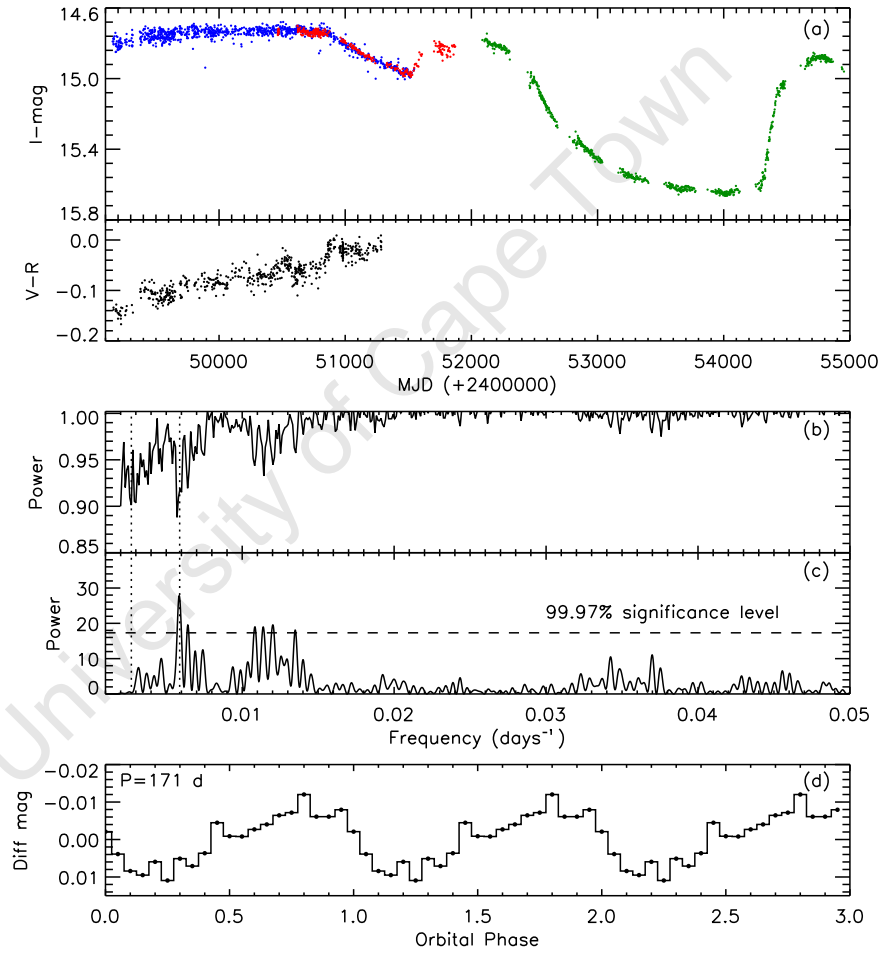 14.6
15.0
15.4
15.8
I-mag
(a)
0.0
-0.1
-0.2
V-R
50000 51000 52000 53000 54000 55000
MJD (+2400000)
1.00
0.95
0.90
0.85
Power
(b)
30
20
10
0
Power
(c)
99.97% significance level
0.01 0.02 0.03 0.04 0.05
Frequency (days⁻¹)
-0.02
-0.01
0.00
0.01
Diff mag
P=171 d
(d)
0.0 0.5 1.0 1.5 2.0 2.5 3.0
Orbital Phase
University of Cape Town